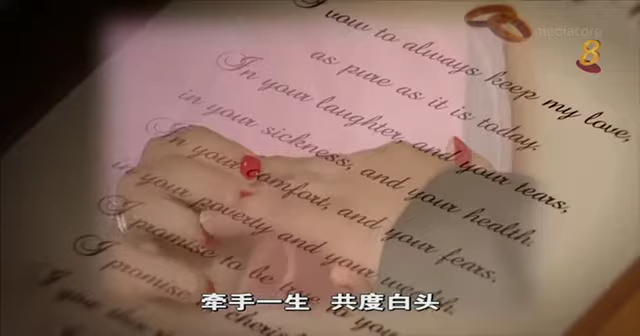 I vow to always keep my love,
as pure as it is today.
In your laughter, and your tears,
in your sickness, and your health.
In your comfort, and your fears,
in your poverty and your wealth.
I promise to be true to you
I promise
mediacorp
8
牵手一生 共度白头